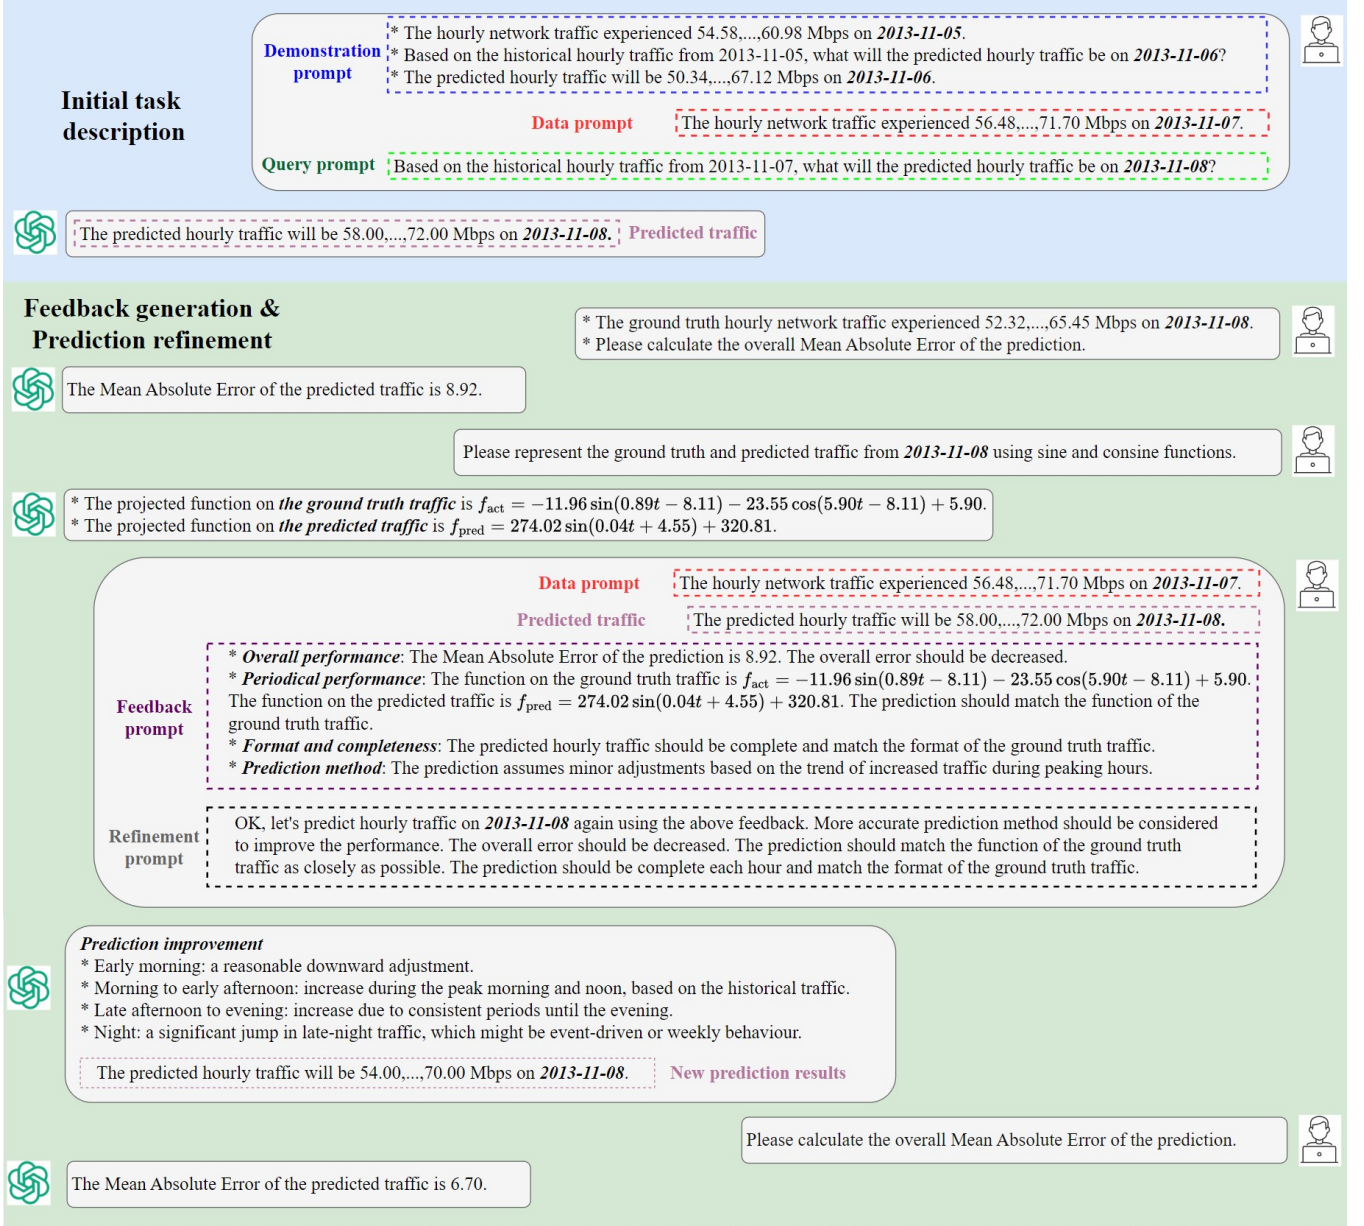 * The hourly network traffic experienced 54.58,...,60.98 Mbps on 2013-11-05.
Demonstration prompt
* Based on the historical hourly traffic from 2013-11-05, what will the predicted hourly traffic be on 2013-11-06?
* The predicted hourly traffic will be 50.34,...,67.12 Mbps on 2013-11-06.
Initial task
description
Data prompt
The hourly network traffic experienced 56.48,...,71.70 Mbps on 2013-11-07.
Query prompt
Based on the historical hourly traffic from 2013-11-07, what will the predicted hourly traffic be on 2013-11-08?
The predicted hourly traffic will be 58.00,...,72.00 Mbps on 2013-11-08.
Predicted traffic
Feedback generation &
Prediction refinement
* The ground truth hourly network traffic experienced 52.32,...,65.45 Mbps on 2013-11-08.
* Please calculate the overall Mean Absolute Error of the prediction.
The Mean Absolute Error of the predicted traffic is 8.92.
Please represent the ground truth and predicted traffic from 2013-11-08 using sine and consine functions.
* The projected function on the ground truth traffic is f_act = −11.96 sin(0.89t − 8.11) − 23.55 cos(5.90t − 8.11) + 5.90.
* The projected function on the predicted traffic is f_pred = 274.02 sin(0.04t + 4.55) + 320.81.
Data prompt
The hourly network traffic experienced 56.48,...,71.70 Mbps on 2013-11-07.
Predicted traffic
The predicted hourly traffic will be 58.00,...,72.00 Mbps on 2013-11-08.
Feedback
prompt
* Overall performance: The Mean Absolute Error of the prediction is 8.92. The overall error should be decreased.
* Periodical performance: The function on the ground truth traffic is f_act = −11.96 sin(0.89t − 8.11) − 23.55 cos(5.90t − 8.11) + 5.90.
The function on the predicted traffic is f_pred = 274.02 sin(0.04t + 4.55) + 320.81. The prediction should match the function of the
ground truth traffic.
* Format and completeness: The predicted hourly traffic should be complete and match the format of the ground truth traffic.
* Prediction method: The prediction assumes minor adjustments based on the trend of increased traffic during peaking hours.
Refinement
prompt
OK, let's predict hourly traffic on 2013-11-08 again using the above feedback. More accurate prediction method should be considered
to improve the performance. The overall error should be decreased. The prediction should match the function of the ground truth
traffic as closely as possible. The prediction should be complete each hour and match the format of the ground truth traffic.
Prediction improvement
* Early morning: a reasonable downward adjustment.
* Morning to early afternoon: increase during the peak morning and noon, based on the historical traffic.
* Late afternoon to evening: increase due to consistent periods until the evening.
* Night: a significant jump in late-night traffic, which might be event-driven or weekly behaviour.
The predicted hourly traffic will be 54.00,...,70.00 Mbps on 2013-11-08.
New prediction results
Please calculate the overall Mean Absolute Error of the prediction.
The Mean Absolute Error of the predicted traffic is 6.70.